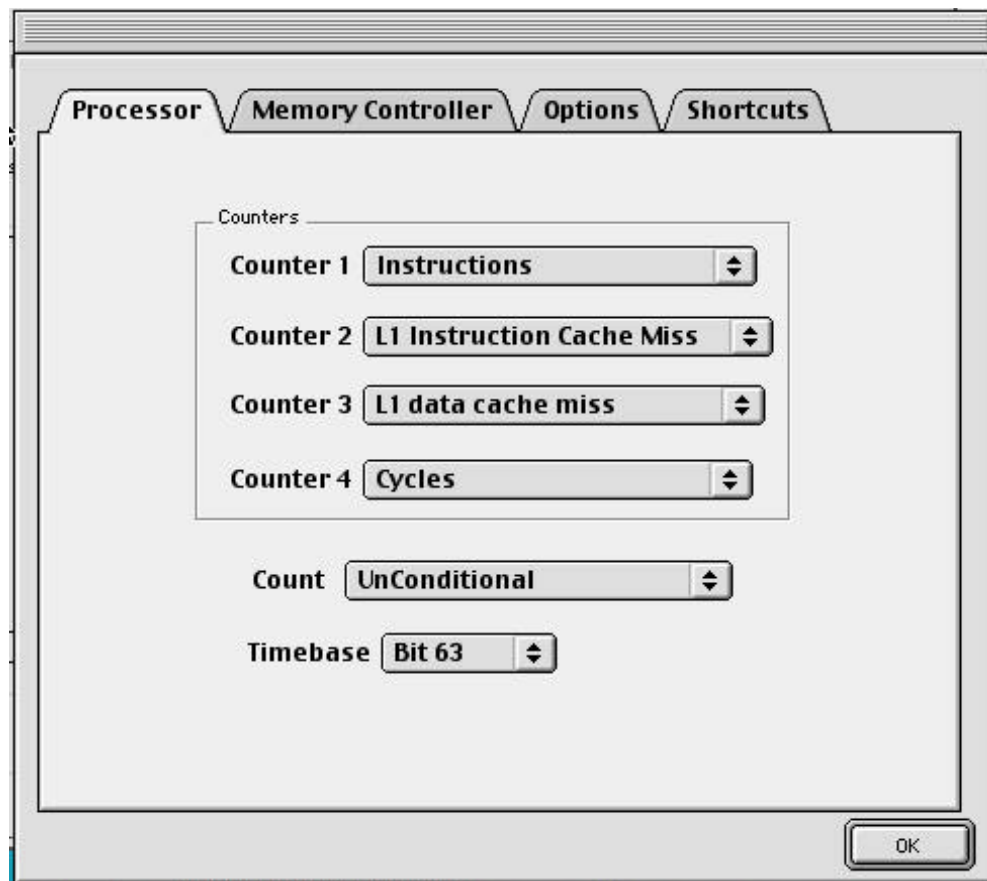 Processor Memory Controller Options Shortcuts
Counters
Counter 1 Instructions
Counter 2 L1 Instruction Cache Miss
Counter 3 L1 data cache miss
Counter 4 Cycles
Count UnConditional
Timebase Bit 63
OK